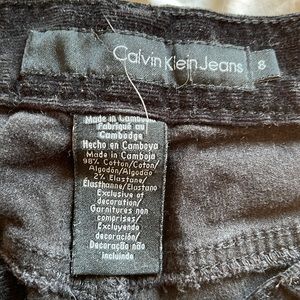 Calvin Klein Jeans 8
Made in Cambodia
Fabriqué au
Cambodge
Hecho en Camboya
Made in Camboja
98% Cotton/Coton/
Algodón/Algodão
2% Elastane/
Elasthanne/Elastano
Exclusive of
decoration/
Garnitures non
comprises/
Excluyendo
decoración/
Decoração não
incluindo